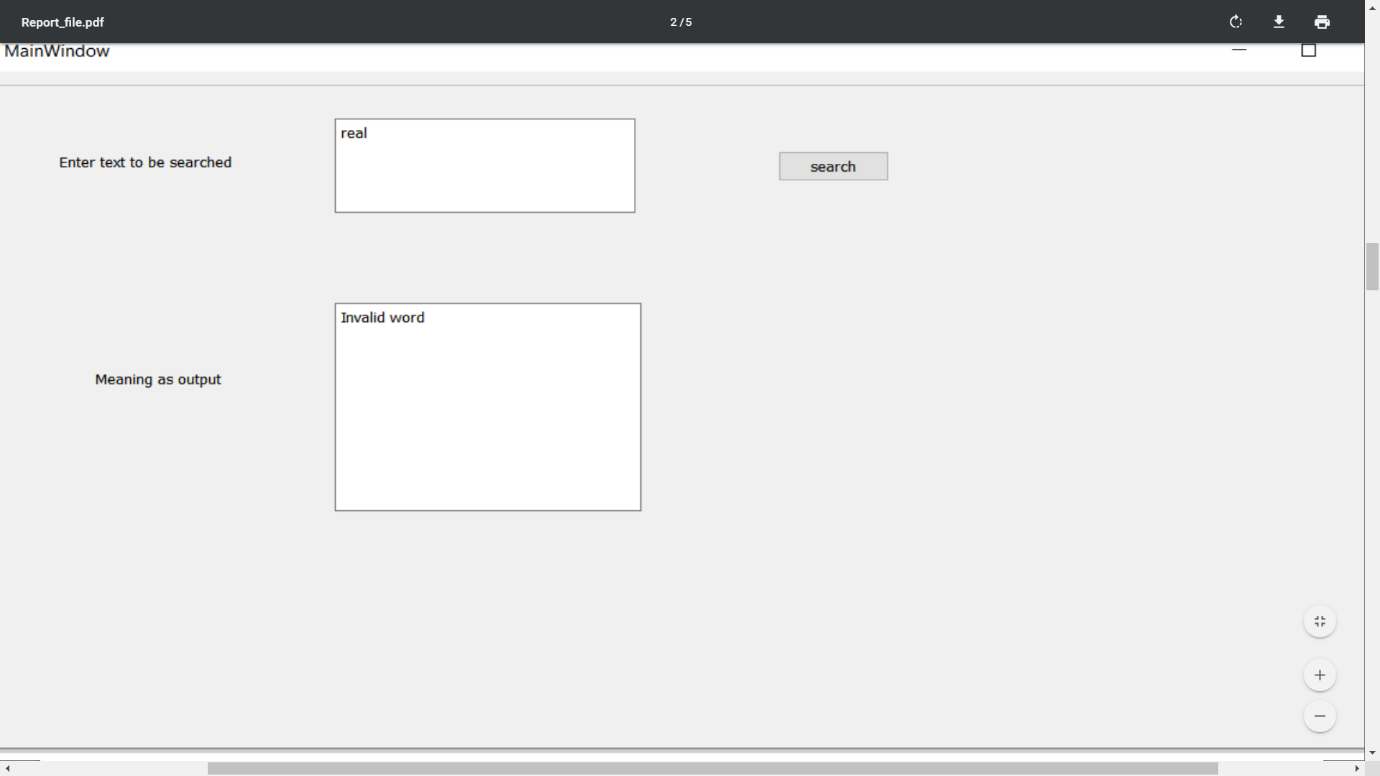 Report_file.pdf
2 / 5
MainWindow
real
Enter text to be searched
search
Invalid word
Meaning as output